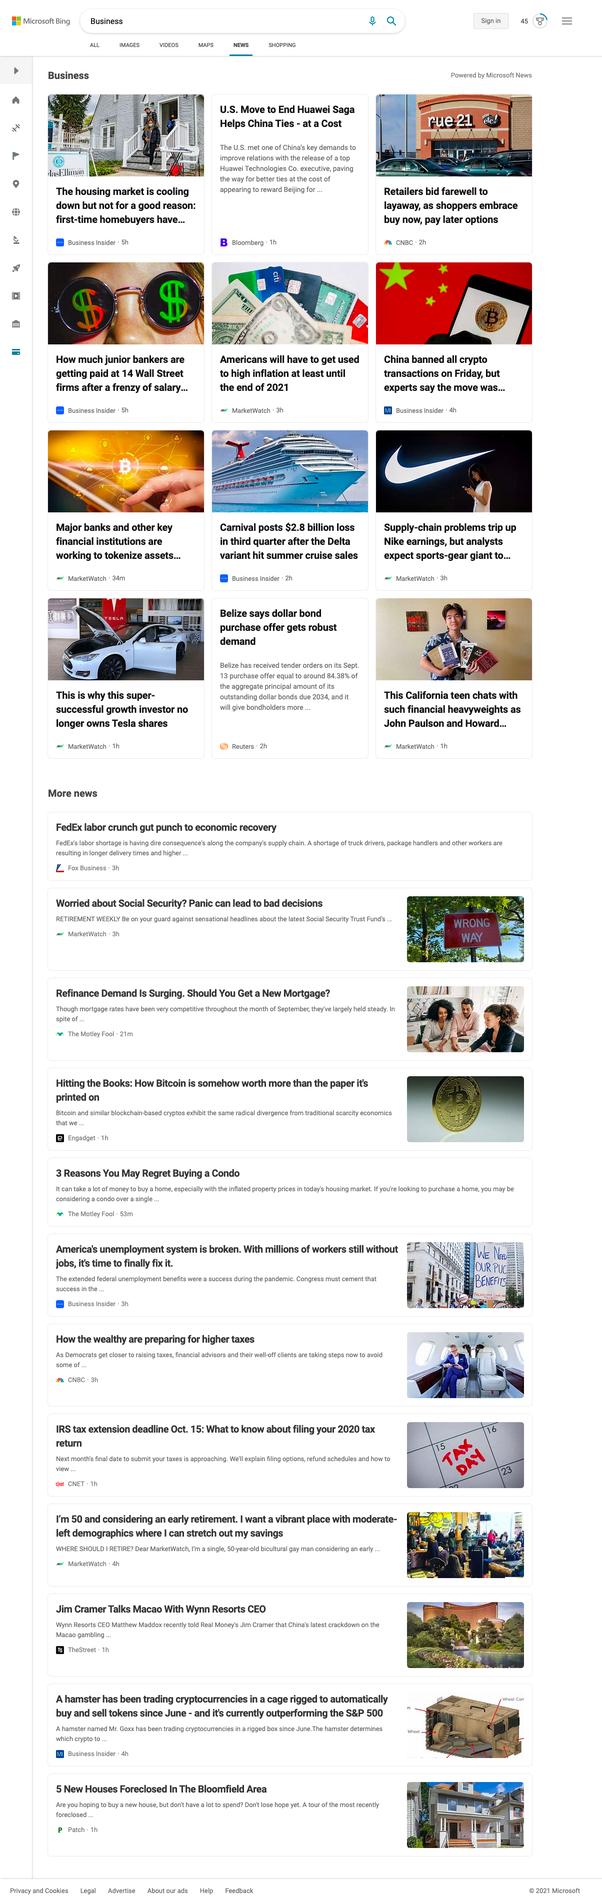 Microsoft Bing
Business
Sign in
45
ALL IMAGES VIDEOS MAPS NEWS SHOPPING
Business
Powered by Microsoft News
The housing market is cooling
down but not for a good reason:
first-time homebuyers have...
Business Insider · 5h
U.S. Move to End Huawei Saga
Helps China Ties - at a Cost
The U.S. met one of China's key demands to
improve relations with the release of a top
Huawei Technologies Co. executive, paving
the way for better ties at the cost of
appearing to reward Beijing for ...
Bloomberg · 1h
rue21 etc!
Retailers bid farewell to
layaway, as shoppers embrace
buy now, pay later options
CNBC · 2h
How much junior bankers are
getting paid at 14 Wall Street
firms after a frenzy of salary...
Business Insider · 5h
citi
Americans will have to get used
to high inflation at least until
the end of 2021
MarketWatch · 3h
China banned all crypto
transactions on Friday, but
experts say the move was...
Business Insider · 4h
Major banks and other key
financial institutions are
working to tokenize assets...
MarketWatch · 34m
Carnival posts $2.8 billion loss
in third quarter after the Delta
variant hit summer cruise sales
Business Insider · 2h
Supply-chain problems trip up
Nike earnings, but analysts
expect sports-gear giant to...
MarketWatch · 3h
TESLA
This is why this super-
successful growth investor no
longer owns Tesla shares
MarketWatch · 1h
Belize says dollar bond
purchase offer gets robust
demand
Belize has received tender orders on its Sept.
13 purchase offer equal to around 84.38% of
the aggregate principal amount of its
outstanding dollar bonds due 2034, and it
will give bondholders more ...
Reuters · 2h
This California teen chats with
such financial heavyweights as
John Paulson and Howard...
MarketWatch · 1h
More news
FedEx labor crunch gut punch to economic recovery
FedEx's labor shortage is having dire consequence's along the company's supply chain. A shortage of truck drivers, package handlers and other workers are
resulting in longer delivery times and higher ...
Fox Business · 3h
Worried about Social Security? Panic can lead to bad decisions
RETIREMENT WEEKLY Be on your guard against sensational headlines about the latest Social Security Trust Fund's ...
MarketWatch · 3h
WRONG
WAY
Refinance Demand Is Surging. Should You Get a New Mortgage?
Though mortgage rates have been very competitive throughout the month of September, they've largely held steady. In
spite of ...
The Motley Fool · 21m
Hitting the Books: How Bitcoin is somehow worth more than the paper it's
printed on
Bitcoin and similar blockchain-based cryptos exhibit the same radical divergence from traditional scarcity economics
that we ...
Engadget · 1h
3 Reasons You May Regret Buying a Condo
It can take a lot of money to buy a home, especially with the inflated property prices in today's housing market. If you're looking to purchase a home, you may be
considering a condo over a single ...
The Motley Fool · 53m
America's unemployment system is broken. With millions of workers still without
jobs, it's time to finally fix it.
The extended federal unemployment benefits were a success during the pandemic. Congress must cement that
success in the ...
Business Insider · 3h
WE NEED
OUR PUC
BENEFITS
How the wealthy are preparing for higher taxes
As Democrats get closer to raising taxes, financial advisors and their well-off clients are taking steps now to avoid
some of ...
CNBC · 3h
IRS tax extension deadline Oct. 15: What to know about filing your 2020 tax
return
Next month's final date to submit your taxes is approaching. We'll explain filing options, refund schedules and how to
view ...
CNET · 1h
15 16
TAX
DAY
22 23
I'm 50 and considering an early retirement. I want a vibrant place with moderate-
left demographics where I can stretch out my savings
WHERE SHOULD I RETIRE? Dear MarketWatch, I'm a single, 50-year-old bicultural gay man considering an early ...
MarketWatch · 4h
Jim Cramer Talks Macao With Wynn Resorts CEO
Wynn Resorts CEO Matthew Maddox recently told Real Money's Jim Cramer that China's latest crackdown on the
Macao gambling ...
TheStreet · 1h
A hamster has been trading cryptocurrencies in a cage rigged to automatically
buy and sell tokens since June - and it's currently outperforming the S&P 500
A hamster named Mr. Goxx has been trading cryptocurrencies in a rigged box since June.The hamster determines
which crypto to ...
Business Insider · 4h
Wheel
5 New Houses Foreclosed In The Bloomfield Area
Are you hoping to buy a new house, but don't have a lot to spend? Don't lose hope yet. A tour of the most recently
foreclosed ...
Patch · 1h
Privacy and Cookies Legal Advertise About our ads Help Feedback
© 2021 Microsoft